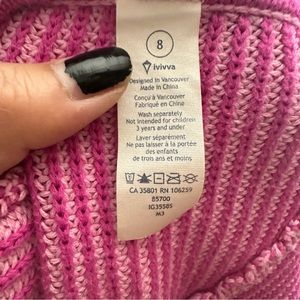 8
ivivva
Designed in Vancouver
Made in China
Conçu à Vancouver
Fabriqué en China
Wash separately
Not intended for children
3 years and under
Laver séparément
Ne pas laisser à la portée
des enfants
de trois ans et moins
CA 35801 RN 106259
85700
IG3SS8S
M3